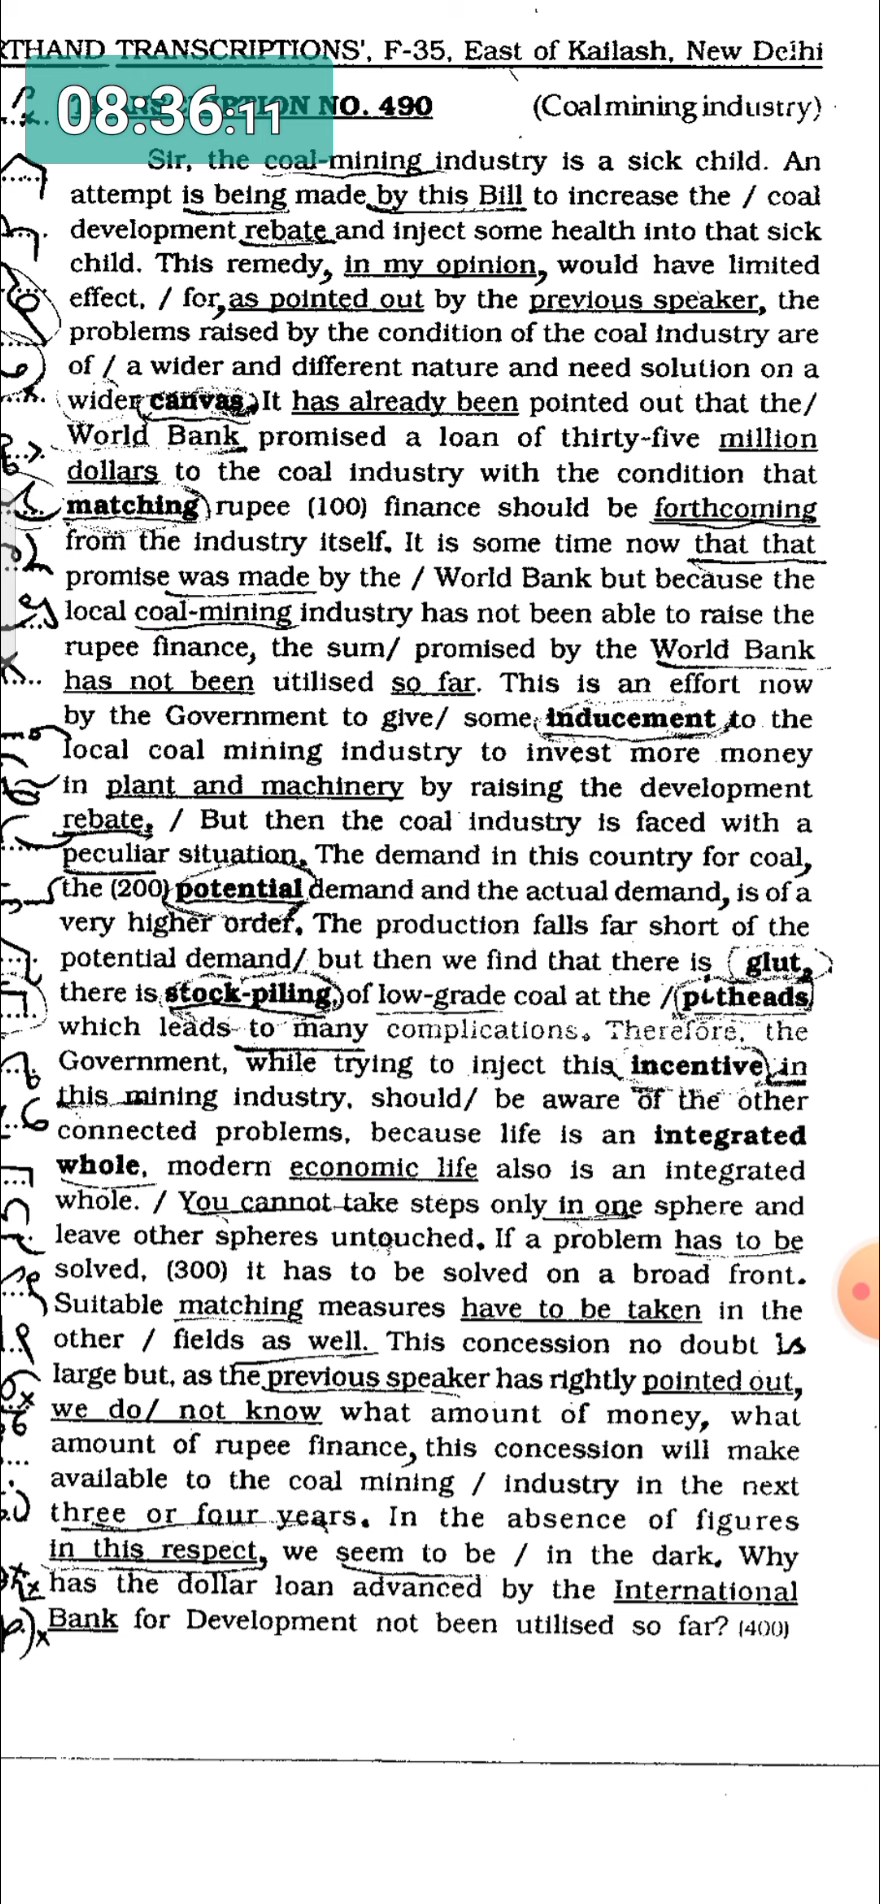 RTHAND TRANSCRIPTIONS', F-35, East of Kailash, New Delhi
08:36:11
NO. 490 (Coal mining industry)
Sir, the coal-mining industry is a sick child. An
attempt is being made by this Bill to increase the / coal
development rebate and inject some health into that sick
child. This remedy, in my opinion, would have limited
effect, / for, as pointed out by the previous speaker, the
problems raised by the condition of the coal industry are
of / a wider and different nature and need solution on a
wider canvas. It has already been pointed out that the/
World Bank promised a loan of thirty-five million
dollars to the coal industry with the condition that
matching rupee (100) finance should be forthcoming
from the industry itself. It is some time now that that
promise was made by the / World Bank but because the
local coal-mining industry has not been able to raise the
rupee finance, the sum/ promised by the World Bank
has not been utilised so far. This is an effort now
by the Government to give/ some inducement to the
local coal mining industry to invest more money
in plant and machinery by raising the development
rebate, / But then the coal industry is faced with a
peculiar situation. The demand in this country for coal,
the (200) potential demand and the actual demand, is of a
very higher order. The production falls far short of the
potential demand/ but then we find that there is glut,
there is stock-piling of low-grade coal at the / pitheads
which leads to many complications. Therefore, the
Government, while trying to inject this incentive in
this mining industry, should/ be aware of the other
connected problems, because life is an integrated
whole, modern economic life also is an integrated
whole. / You cannot take steps only in one sphere and
leave other spheres untouched. If a problem has to be
solved, (300) it has to be solved on a broad front.
Suitable matching measures have to be taken in the
other / fields as well. This concession no doubt is
large but, as the previous speaker has rightly pointed out,
we do/ not know what amount of money, what
amount of rupee finance, this concession will make
available to the coal mining / industry in the next
three or four years. In the absence of figures
in this respect, we seem to be / in the dark. Why
has the dollar loan advanced by the International
Bank for Development not been utilised so far? (400)